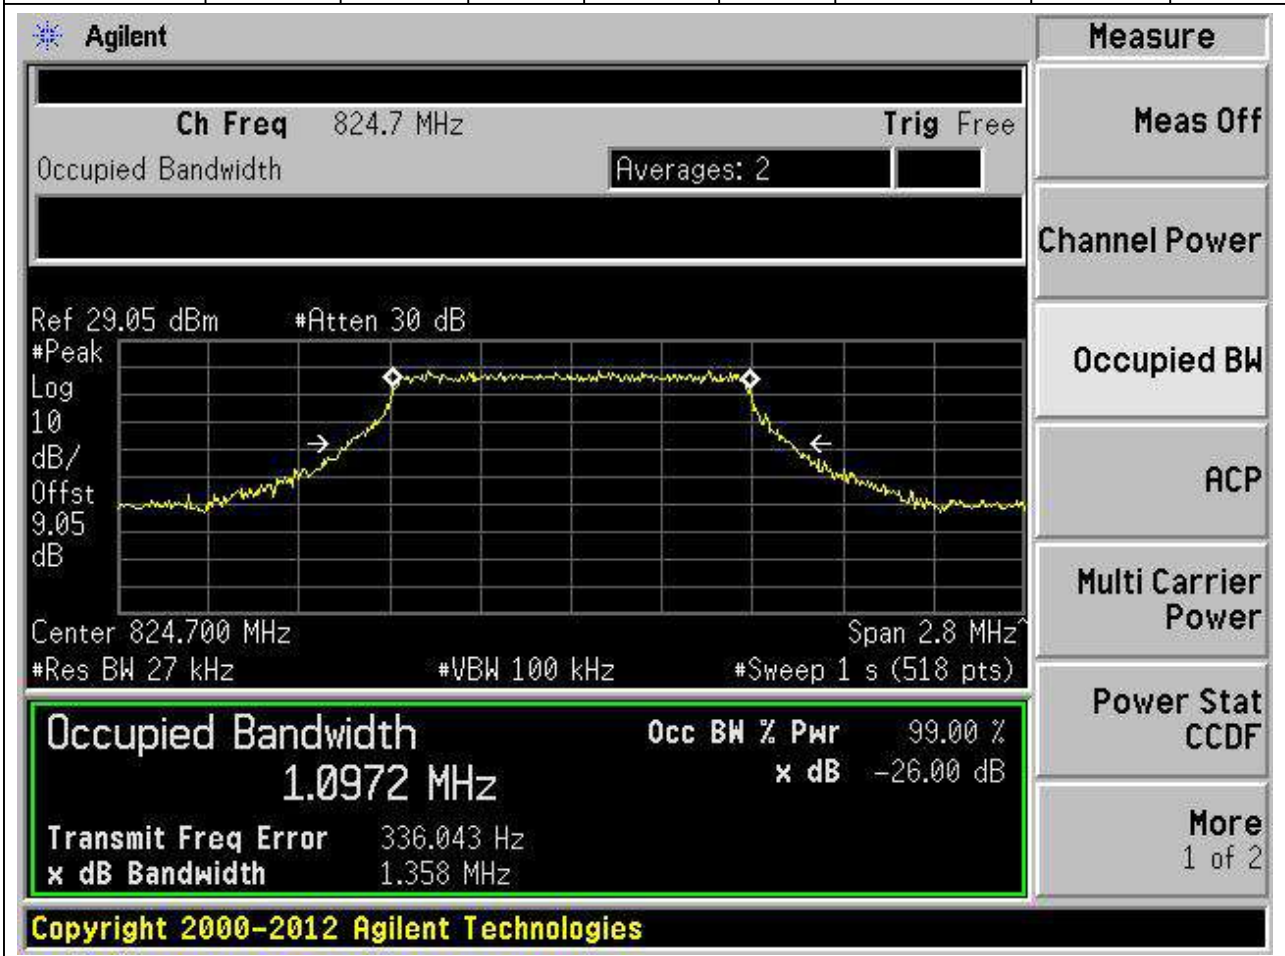 Agilent
Measure
Ch Freq 824.7 MHz Trig Free
Occupied Bandwidth Averages: 2
Meas Off
Channel Power
Occupied BW
ACP
Multi Carrier
Power
Power Stat
CCDF
More
1 of 2
Ref 29.05 dBm #Atten 30 dB
#Peak
Log
10
dB/
Offst
9.05
dB
Center 824.700 MHz Span 2.8 MHz^
#Res BW 27 kHz #VBW 100 kHz #Sweep 1 s (518 pts)
Occupied Bandwidth Occ BW % Pwr 99.00 %
1.0972 MHz x dB -26.00 dB
Transmit Freq Error 336.043 Hz
x dB Bandwidth 1.358 MHz
Copyright 2000-2012 Agilent Technologies